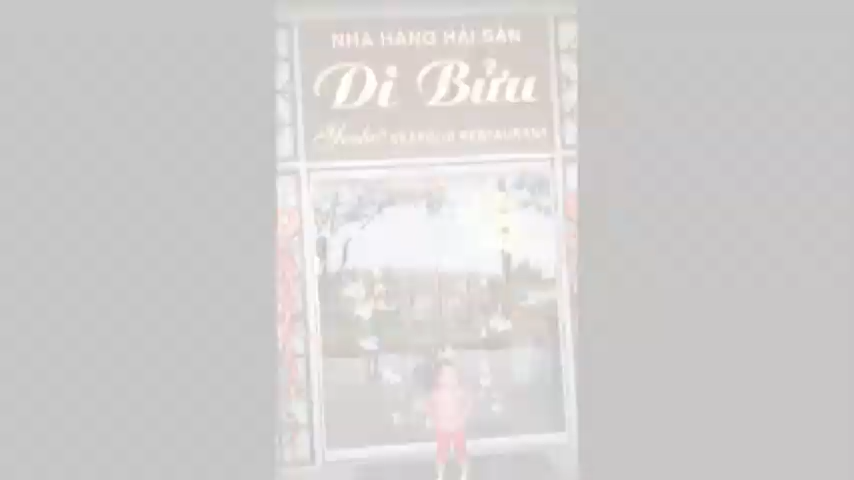 NHÀ HÀNG HẢI SẢN
Dì Bửu
SEAFOOD RESTAURANT